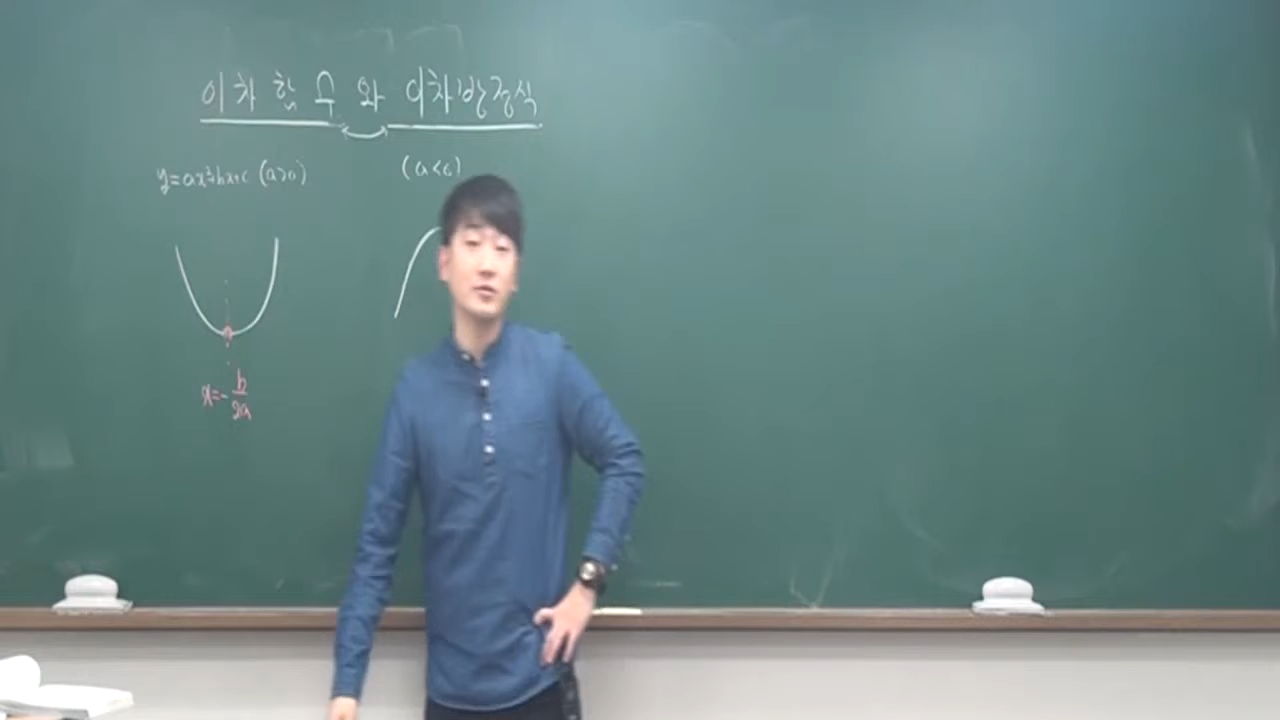 이차함수와 이차방정식
y=ax²+bx+c (a>0)
(a<0)
x=-b/2a